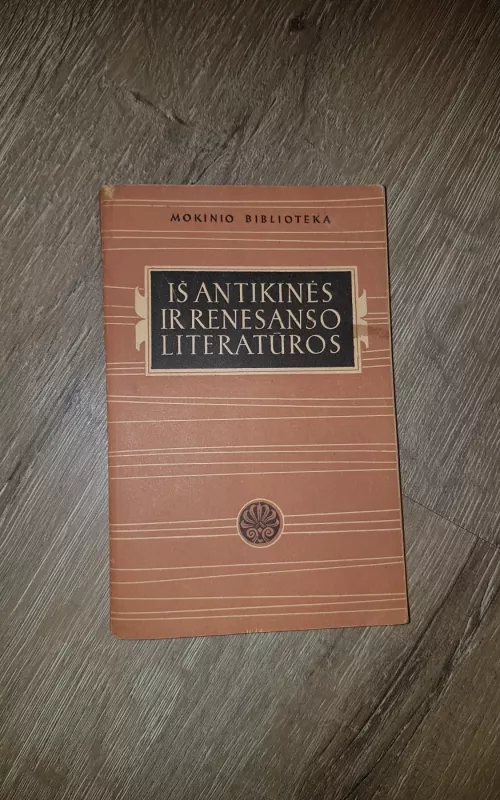 MOKINIO BIBLIOTEKA
IŠ ANTIKINĖS
IR RENESANSO
LITERATŪROS